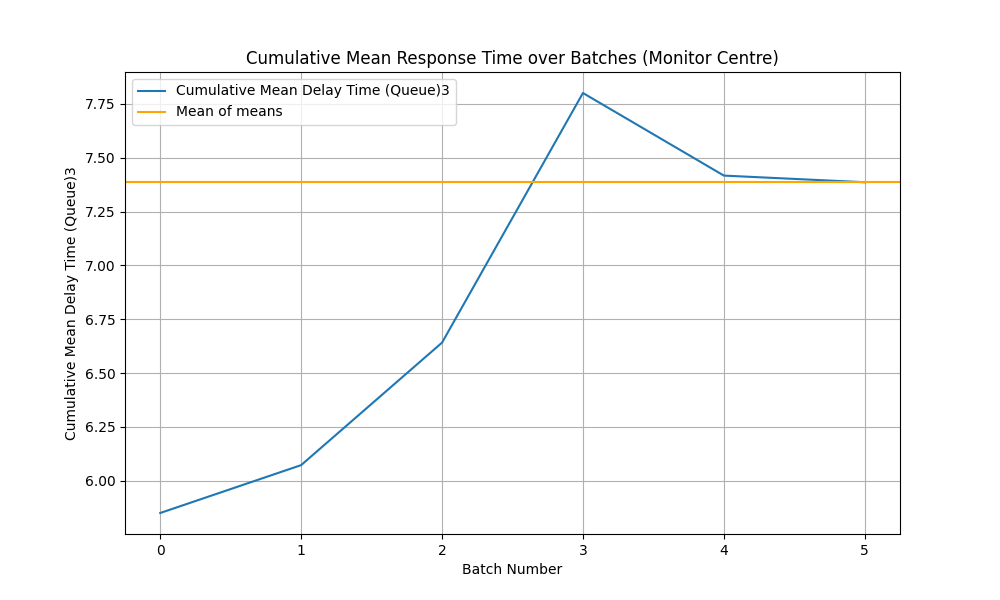 Cumulative Mean Response Time over Batches (Monitor Centre)
Cumulative Mean Delay Time (Queue)3
Mean of means
Cumulative Mean Delay Time (Queue)3
7.75
7.50
7.25
7.00
6.75
6.50
6.25
6.00
0 1 2 3 4 5
Batch Number